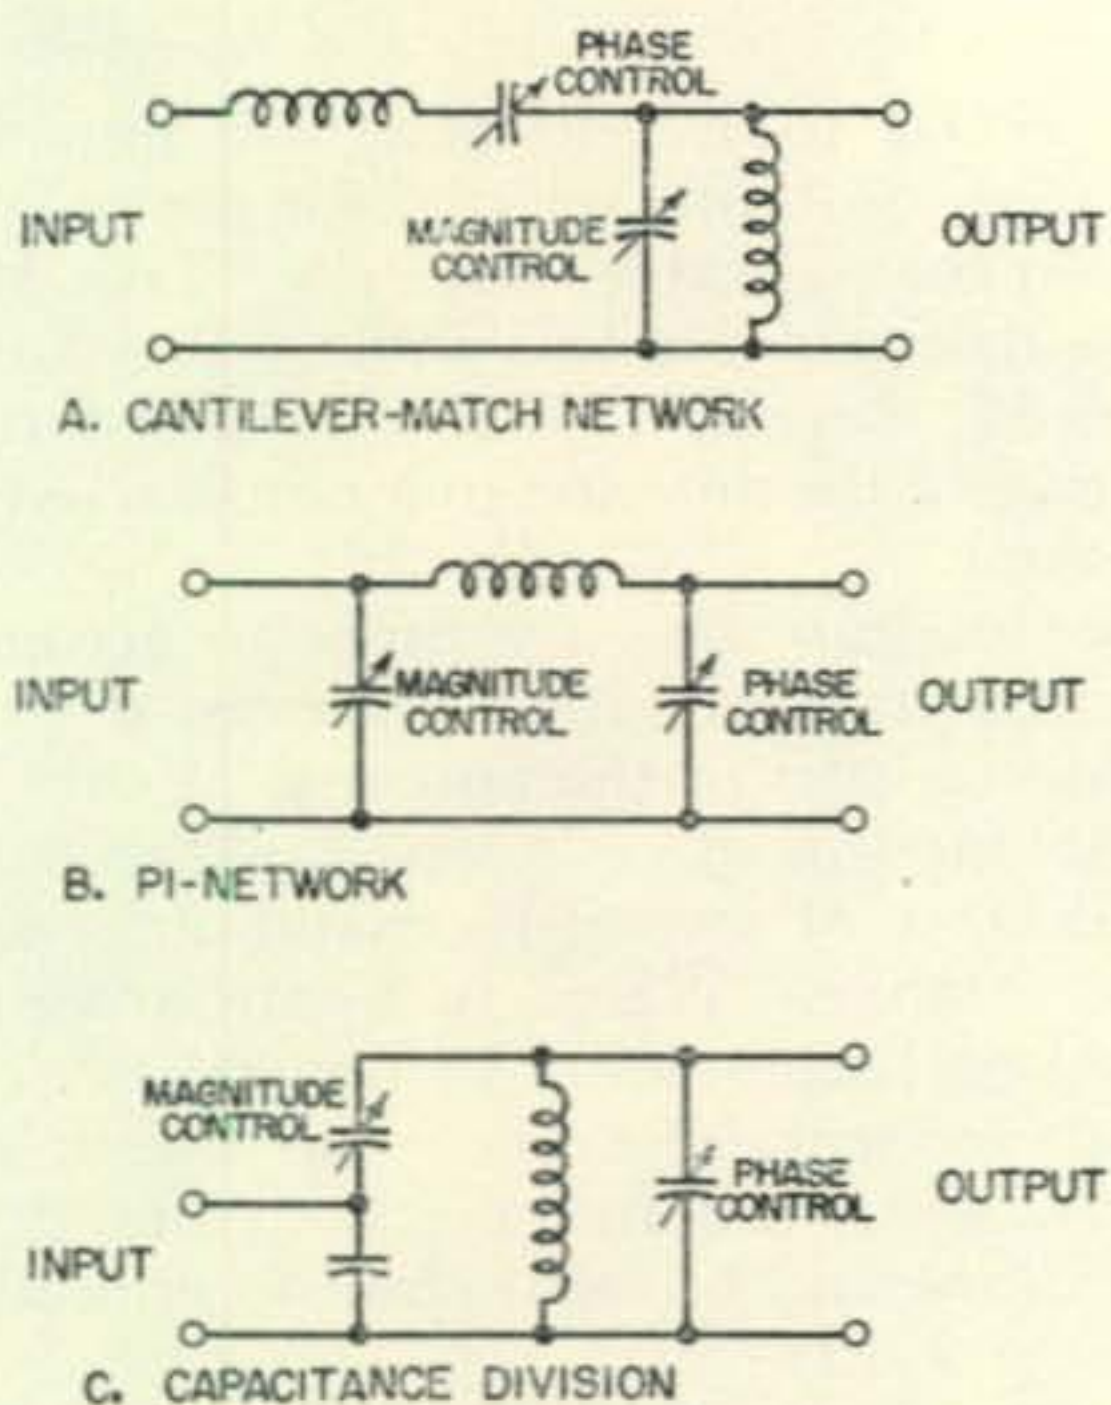 PHASE
CONTROL
INPUT
MAGNITUDE
CONTROL
OUTPUT
A. CANTILEVER-MATCH NETWORK
INPUT
MAGNITUDE
CONTROL
PHASE
CONTROL
OUTPUT
B. PI-NETWORK
MAGNITUDE
CONTROL
INPUT
PHASE
CONTROL
OUTPUT
C. CAPACITANCE DIVISION